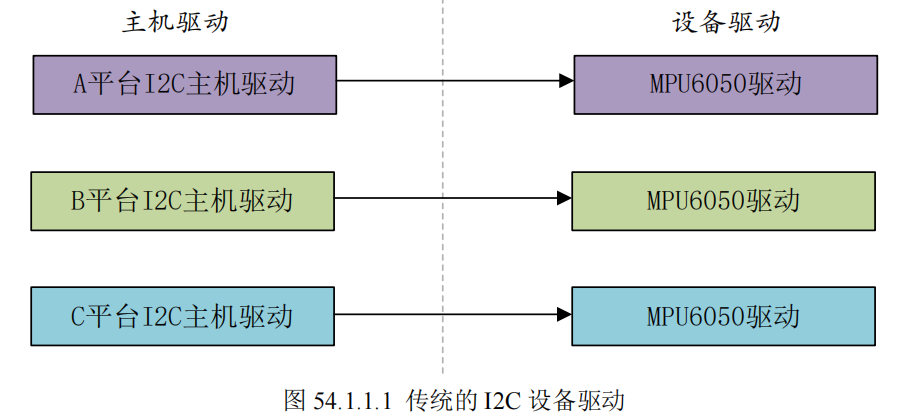 主机驱动 设备驱动
A平台I2C主机驱动 MPU6050驱动
B平台I2C主机驱动 MPU6050驱动
C平台I2C主机驱动 MPU6050驱动
图 54.1.1.1 传统的 I2C 设备驱动